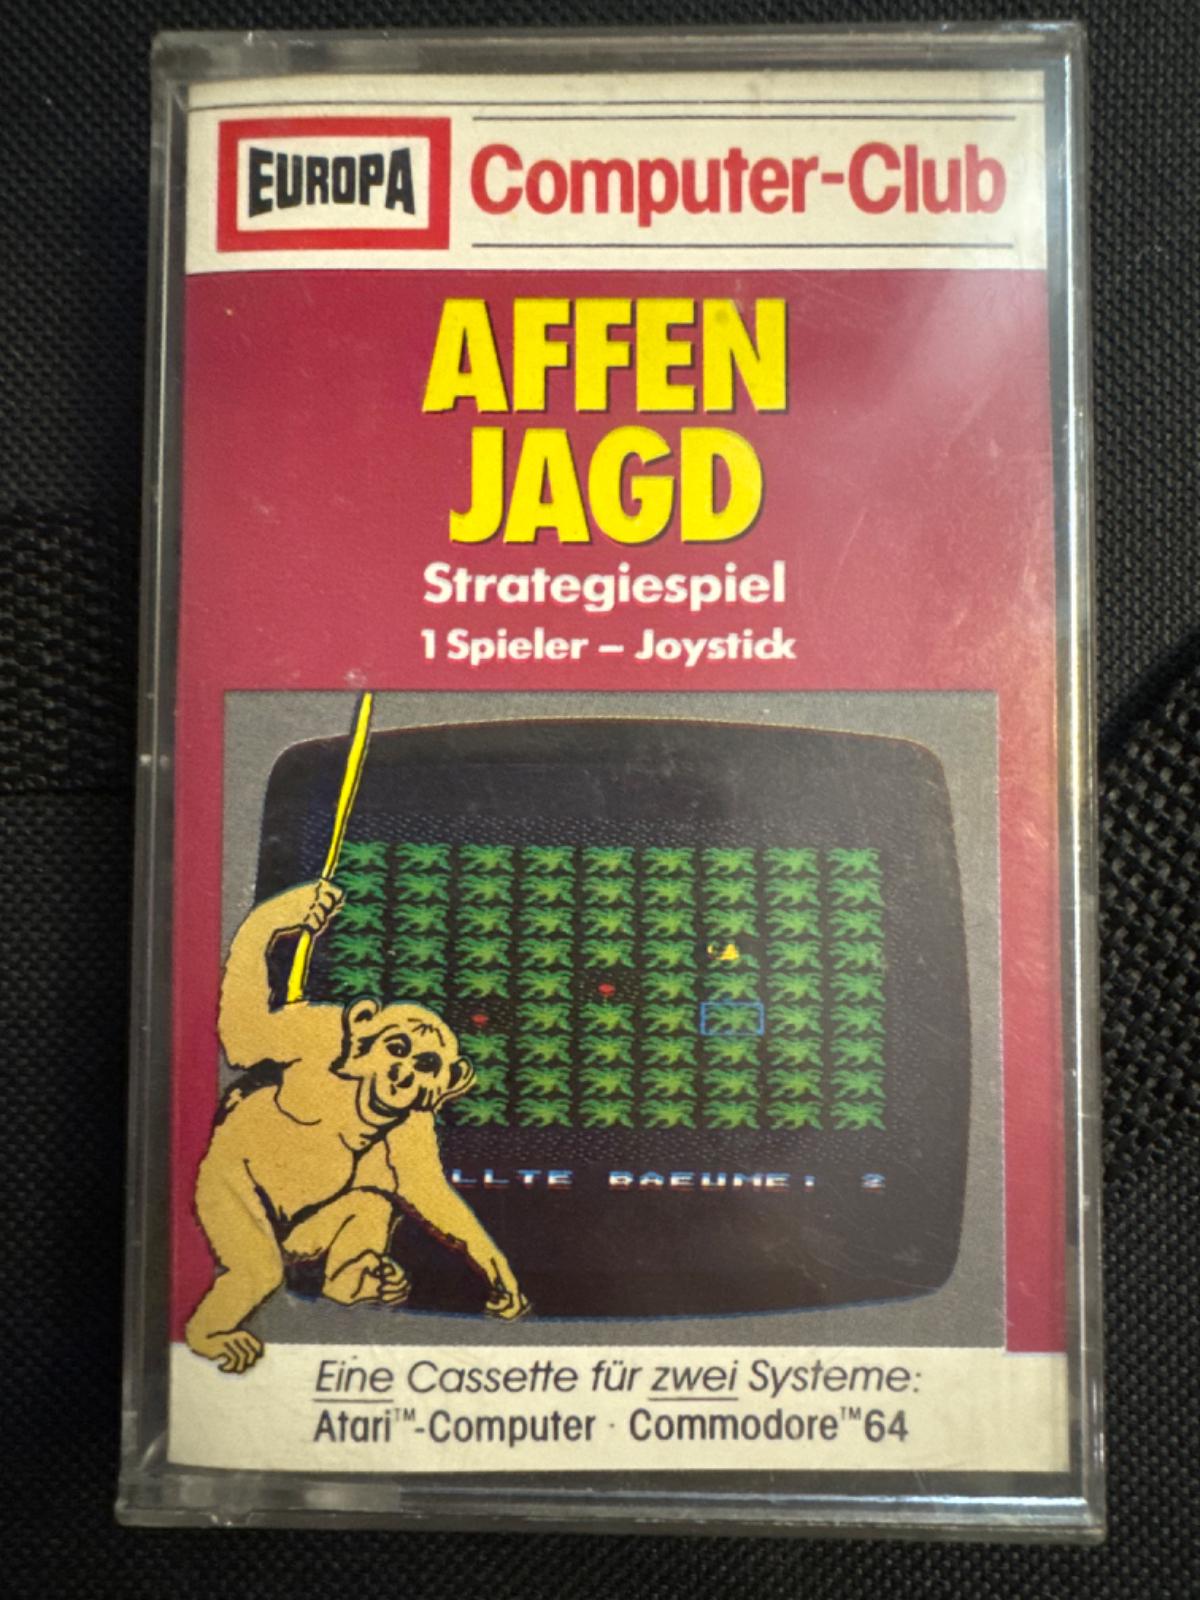 EUROPA
Computer-Club
AFFEN
JAGD
Strategiespiel
1 Spieler – Joystick
LLTE BAEUME: 2
Eine Cassette für zwei Systeme:
Atari™-Computer · Commodore™64